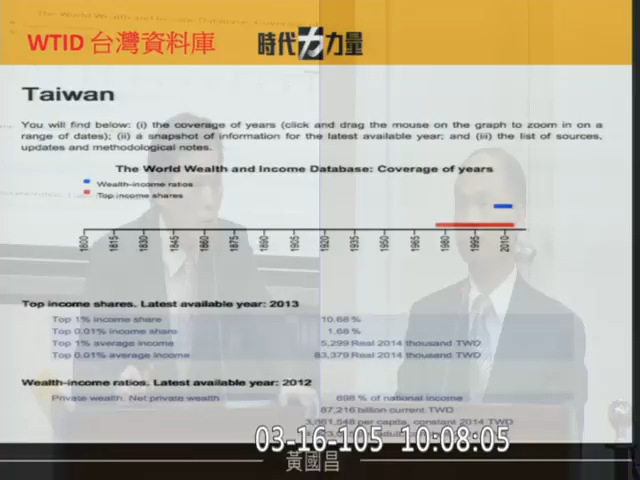 WTID 台灣資料庫
時代力力量
Taiwan
You will find below: (i) the coverage of years (click and drag the mouse on the graph to zoom in on a
range of dates); (ii) a snapshot of information for the latest available year; and (iii) the list of sources,
updates and methodological notes.
The World Wealth and Income Database: Coverage of years
Wealth-income ratios
Top income shares
1800 1815 1830 1845 1860 1875 1890 1905 1920 1935 1950 1965 1980 1995 2010
Top income shares. Latest available year: 2013
Top 1% income share 10.68 %
Top 0.01% income share 1.68 %
Top 1% average income 5,299 Real 2014 thousand TWD
Top 0.01% average income 83,379 Real 2014 thousand TWD
Wealth-income ratios. Latest available year: 2012
Private wealth. Net private wealth 698 % of national income
87,216 billion current TWD
per capita, constant 2014 TWD
03-16-105 10:08:05
黃國昌